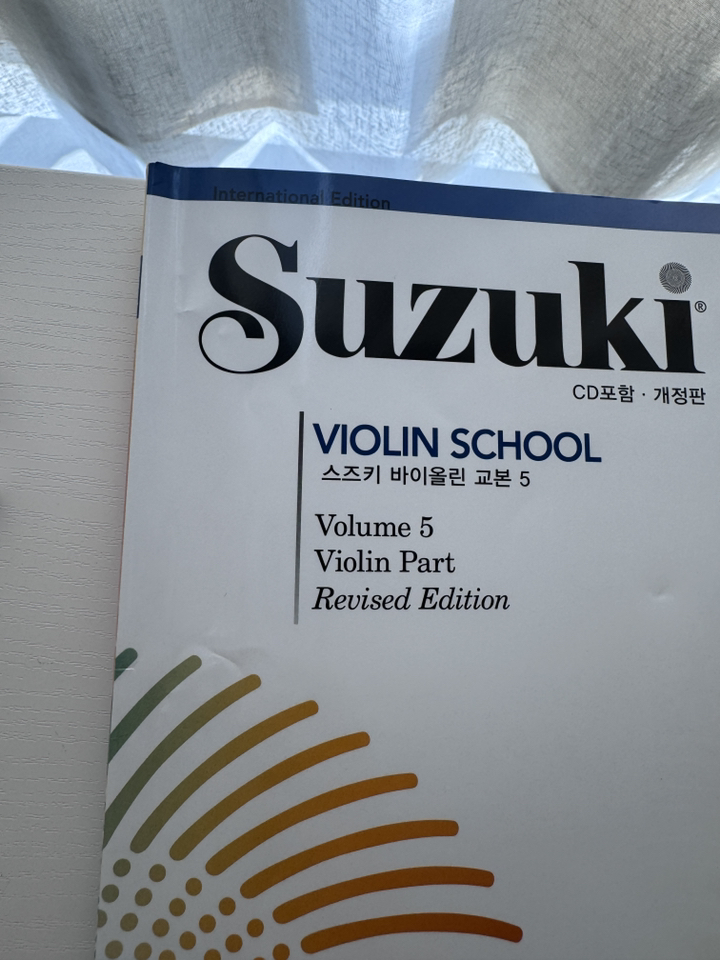 International Edition
Suzuki®
CD포함 · 개정판
VIOLIN SCHOOL
스즈키 바이올린 교본 5
Volume 5
Violin Part
Revised Edition